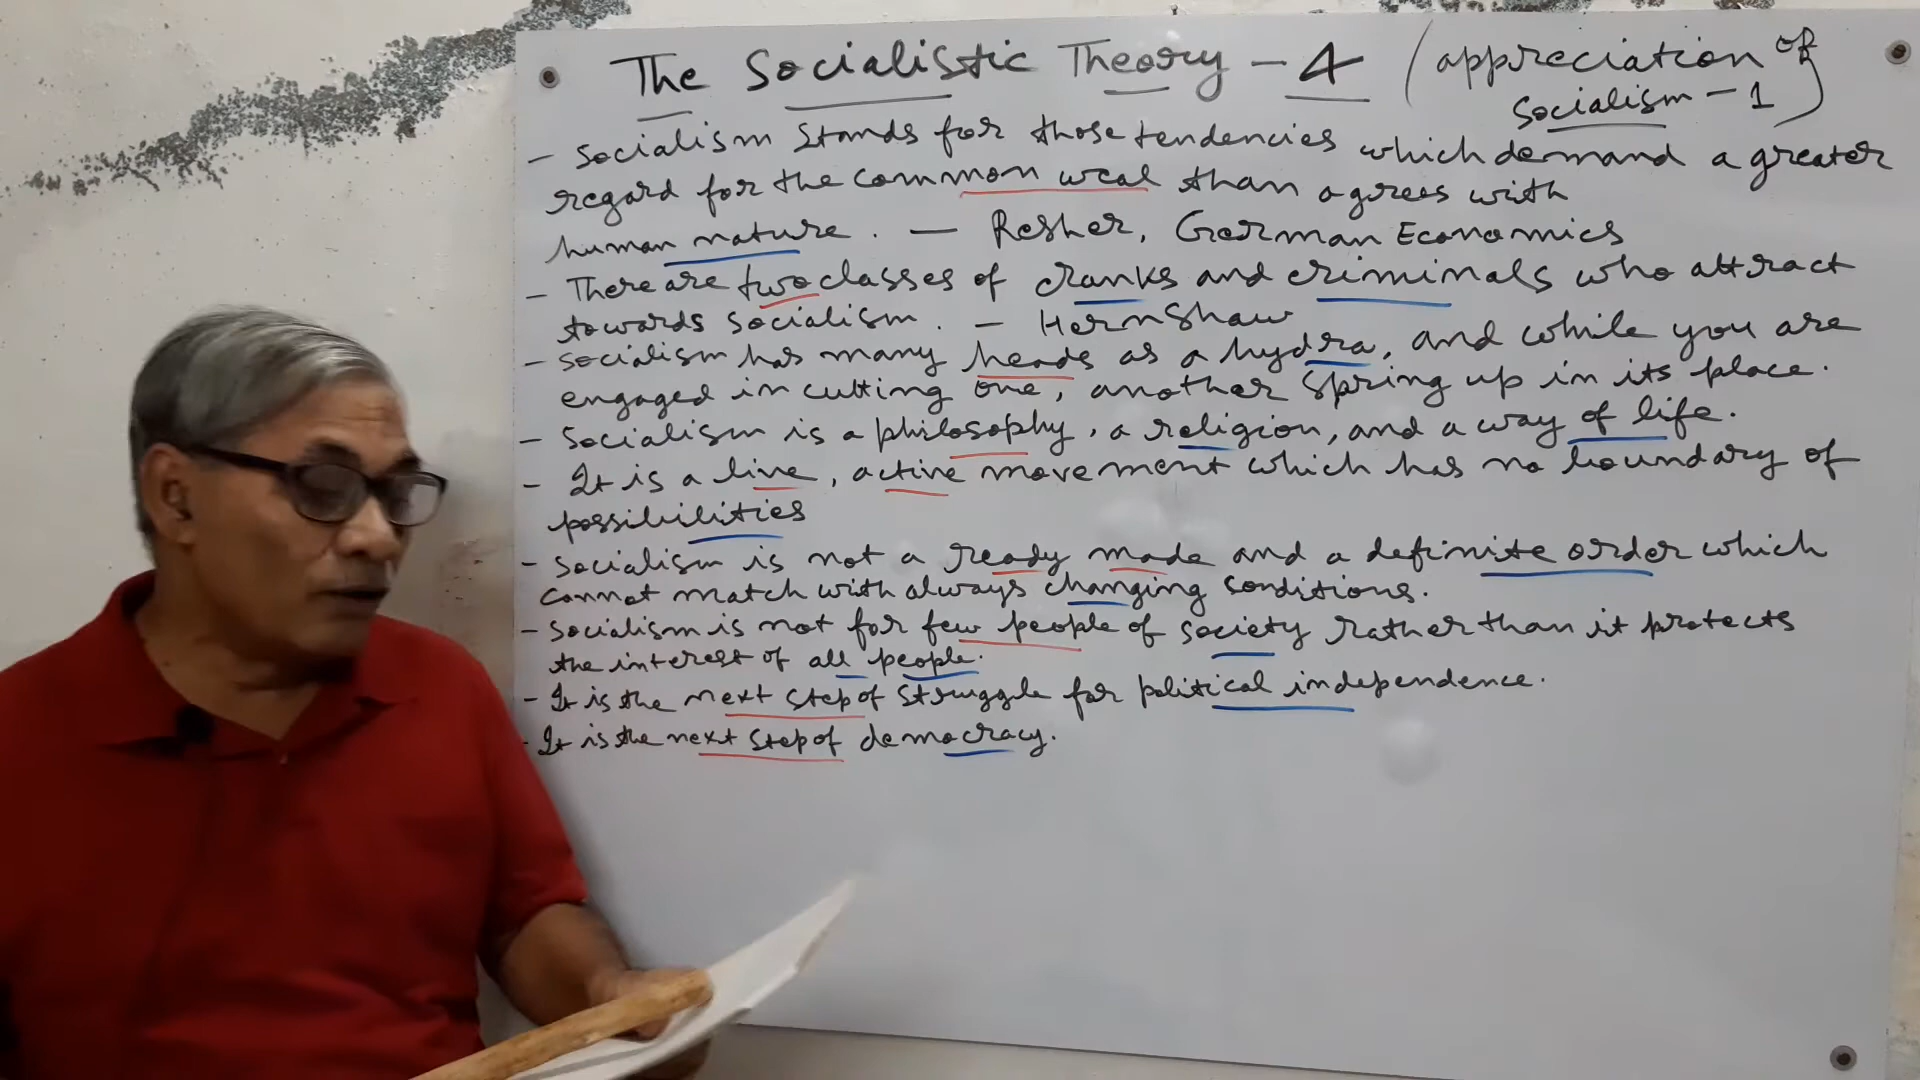 The Socialistic Theory - 4 (appreciation of
Socialism - 1)
- Socialism stands for those tendencies which demand a greater
regard for the common weal than agrees with
human nature. — Resher, German Economics
- There are two classes of cranks and criminals who attract
towards socialism. - Hernshaw
- Socialism has many heads as a hydra, and while you are
engaged in cutting one, another spring up in its place.
- Socialism is a philosophy, a religion, and a way of life.
- It is a live, active movement which has no boundary of
possibilities
- Socialism is not a ready made and a definite order which
cannot match with always changing conditions.
- Socialism is not for few people of society rather than it protects
the interest of all people.
- It is the next step of struggle for political independence.
- It is the next step of democracy.